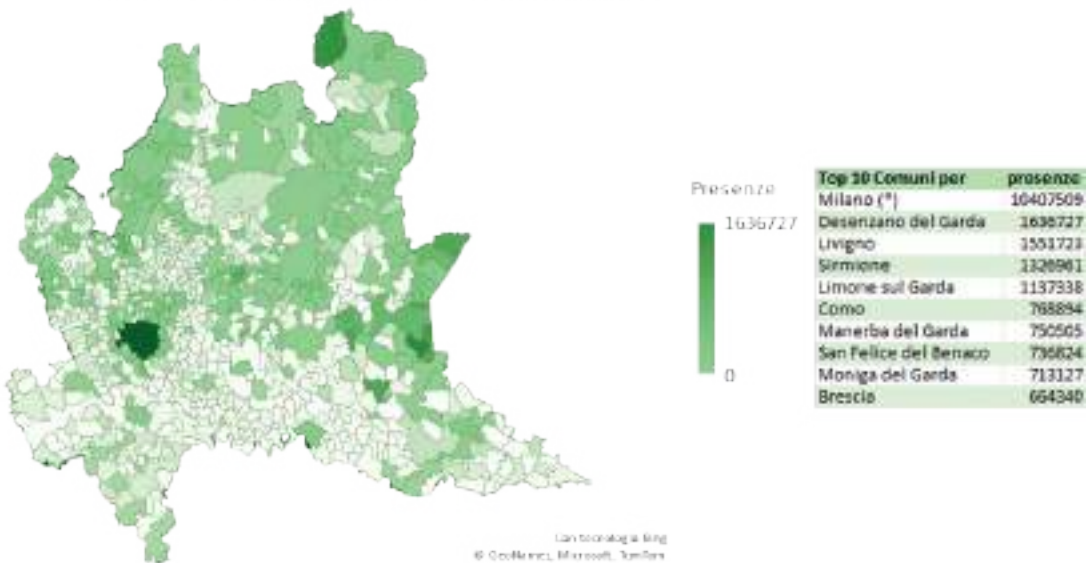 Presenze
1636727
0
Top 10 Comuni per presenze
Milano (*) 10407509
Desenzano del Garda 1636727
Livigno 1551723
Sirmione 1326961
Limone sul Garda 1137338
Como 768894
Manerba del Garda 750505
San Felice del Benaco 736824
Moniga del Garda 713127
Brescia 664340
Con tecnologia Bing
© GeoNames, Microsoft, TomTom